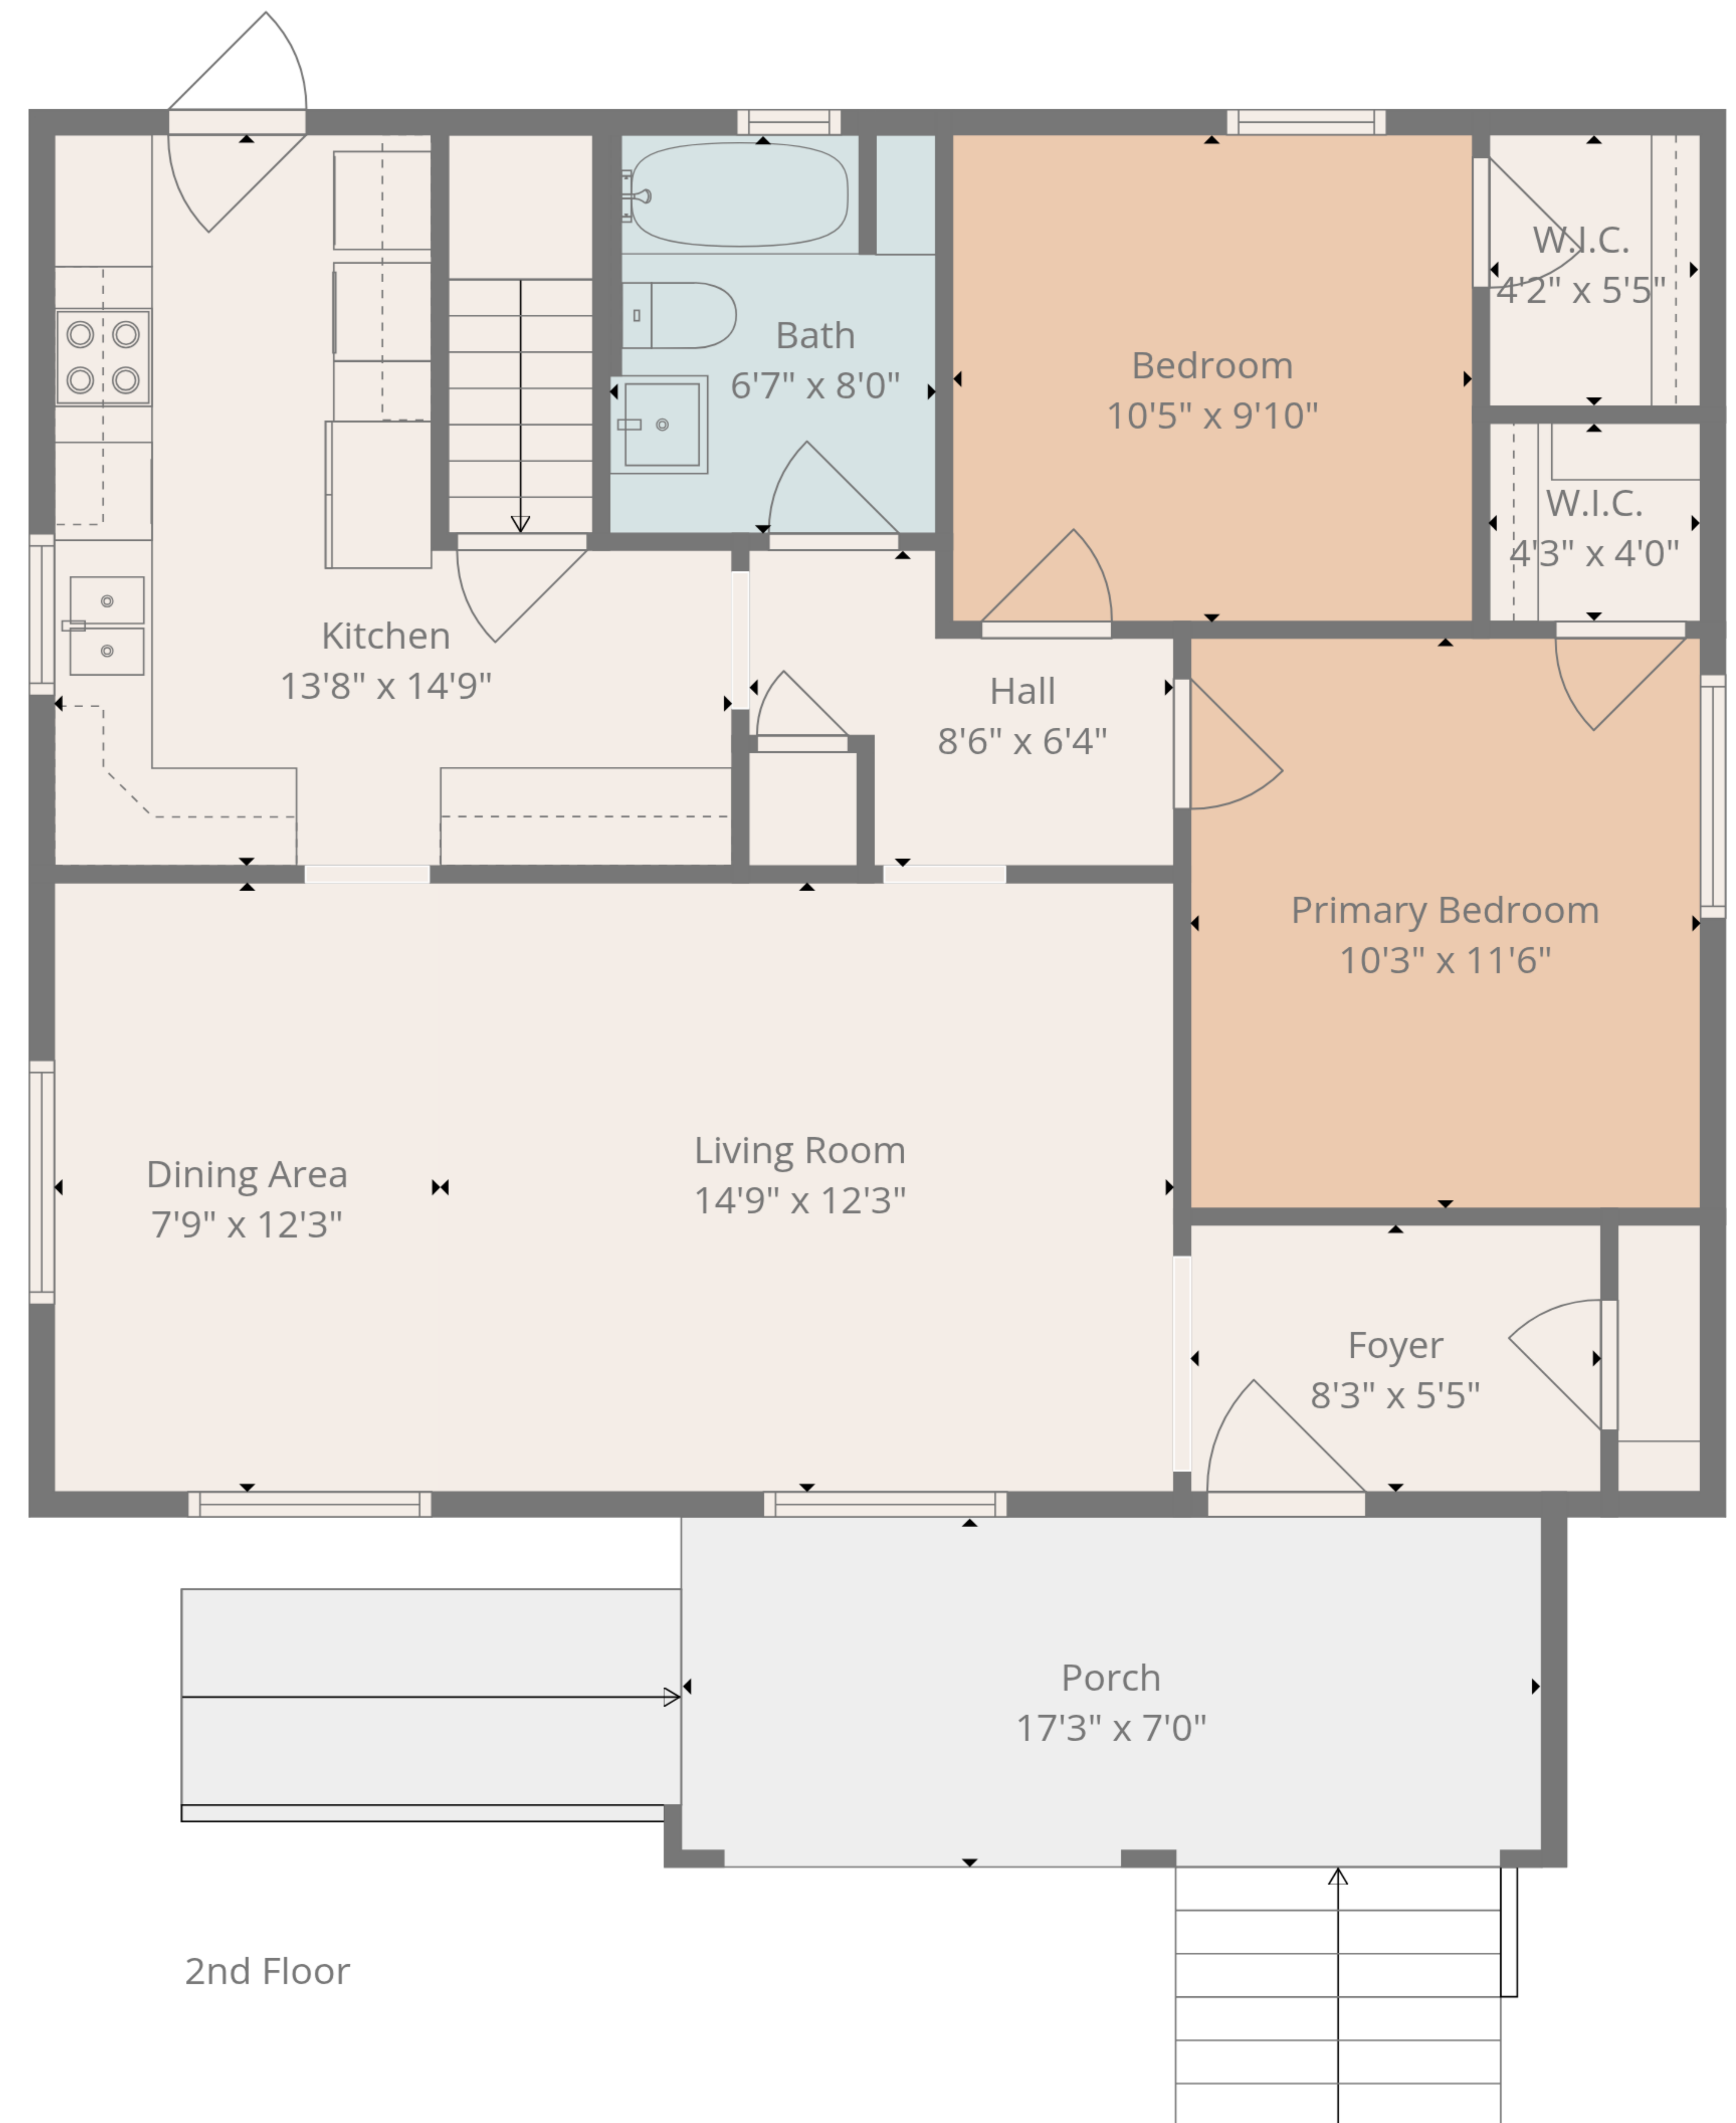 W.I.C.
4'2" x 5'5"
Bath
6'7" x 8'0"
Bedroom
10'5" x 9'10"
W.I.C.
4'3" x 4'0"
Kitchen
13'8" x 14'9"
Hall
8'6" x 6'4"
Primary Bedroom
10'3" x 11'6"
Dining Area
7'9" x 12'3"
Living Room
14'9" x 12'3"
Foyer
8'3" x 5'5"
Porch
17'3" x 7'0"
2nd Floor